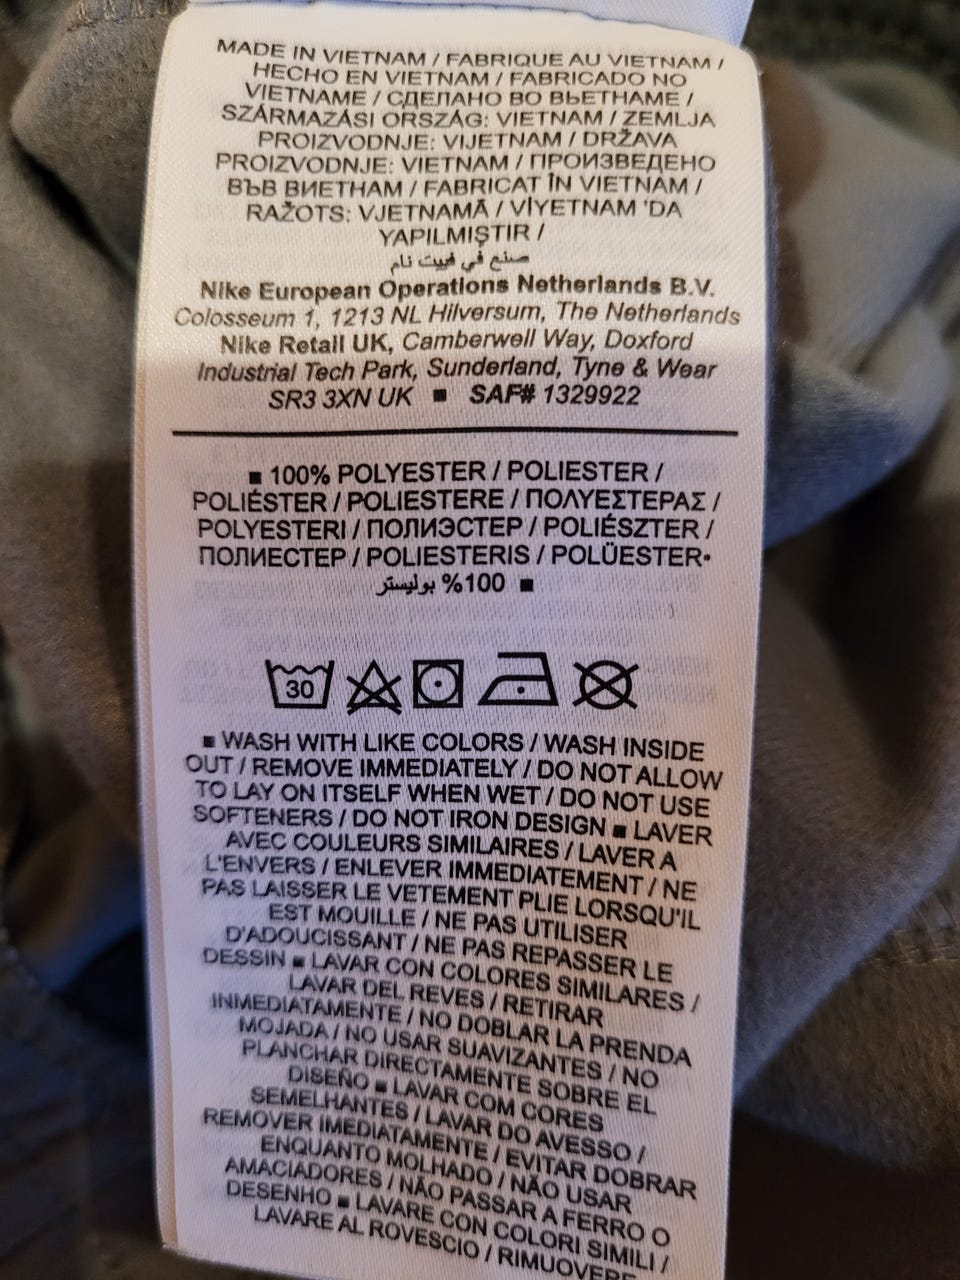 MADE IN VIETNAM / FABRIQUE AU VIETNAM /
HECHO EN VIETNAM / FABRICADO NO
VIETNAME / СДЕЛАНО ВО ВЬЕТНАМЕ /
SZÁRMAZÁSI ORSZÁG: VIETNAM / ZEMLJA
PROIZVODNJE: VIJETNAM / DRŽAVA
PROIZVODNJE: VIETNAM / ПРОИЗВЕДЕНО
ВЪВ ВИЕТНАМ / FABRICAT ÎN VIETNAM /
RAŽOTS: VJETNAMĀ / VİYETNAM 'DA
YAPILMIŞTIR /
صنع في فييت نام
Nike European Operations Netherlands B.V.
Colosseum 1, 1213 NL Hilversum, The Netherlands
Nike Retail UK, Camberwell Way, Doxford
Industrial Tech Park, Sunderland, Tyne & Wear
SR3 3XN UK ■ SAF# 1329922
■ 100% POLYESTER / POLIESTER /
POLIÉSTER / POLIESTERE / ΠΟΛΥΕΣΤΕΡΑΣ /
POLYESTERI / ПОЛИЭСТЕР / POLIÉSZTER /
ПОЛИЕСТЕР / POLIESTERIS / POLÜESTER•
100% بوليستر ■
30
■ WASH WITH LIKE COLORS / WASH INSIDE
OUT / REMOVE IMMEDIATELY / DO NOT ALLOW
TO LAY ON ITSELF WHEN WET / DO NOT USE
SOFTENERS / DO NOT IRON DESIGN ■ LAVER
AVEC COULEURS SIMILAIRES / LAVER A
L'ENVERS / ENLEVER IMMEDIATEMENT / NE
PAS LAISSER LE VETEMENT PLIE LORSQU'IL
EST MOUILLE / NE PAS UTILISER
D'ADOUCISSANT / NE PAS REPASSER LE
DESSIN ■ LAVAR CON COLORES SIMILARES /
LAVAR DEL REVES / RETIRAR
INMEDIATAMENTE / NO DOBLAR LA PRENDA
MOJADA / NO USAR SUAVIZANTES / NO
PLANCHAR DIRECTAMENTE SOBRE EL
DISEÑO ■ LAVAR COM CORES
SEMELHANTES / LAVAR DO AVESSO /
REMOVER IMEDIATAMENTE / EVITAR DOBRAR
ENQUANTO MOLHADO / NÃO USAR
AMACIADORES / NÃO PASSAR A FERRO O
DESENHO ■ LAVARE CON COLORI SIMILI /
LAVARE AL ROVESCIO / RIMUOVERE